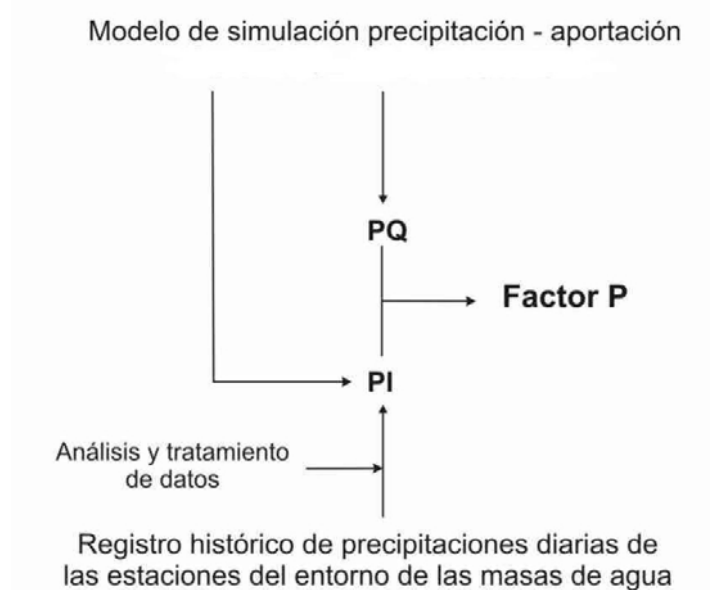 Modelo de simulación precipitación - aportación
PQ
Factor P
PI
Análisis y tratamiento
de datos
Registro histórico de precipitaciones diarias de
las estaciones del entorno de las masas de agua